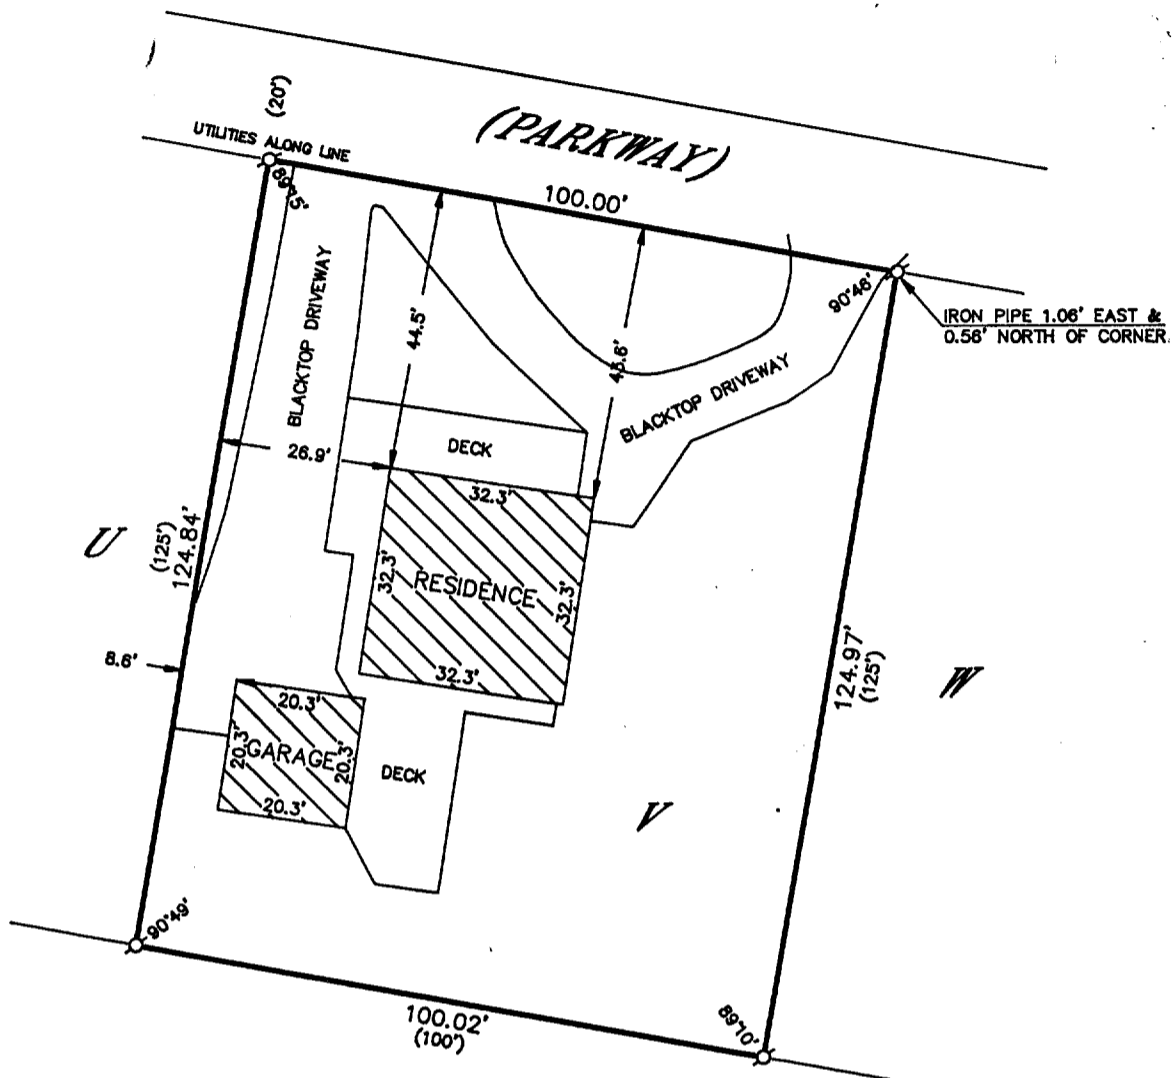 (20')
UTILITIES ALONG LINE
(PARKWAY)
100.00'
90°46'
IRON PIPE 1.06' EAST &
0.56' NORTH OF CORNER.
BLACKTOP DRIVEWAY
44.5'
BLACKTOP DRIVEWAY
DECK
26.9'
32.3'
U
(125')
124.84'
32.3'
RESIDENCE
32.3'
32.3'
8.6'
124.97'
(125')
W
20.3'
20.3'
GARAGE
20.3'
20.3'
DECK
V
90°49'
100.02'
(100')
89°10'